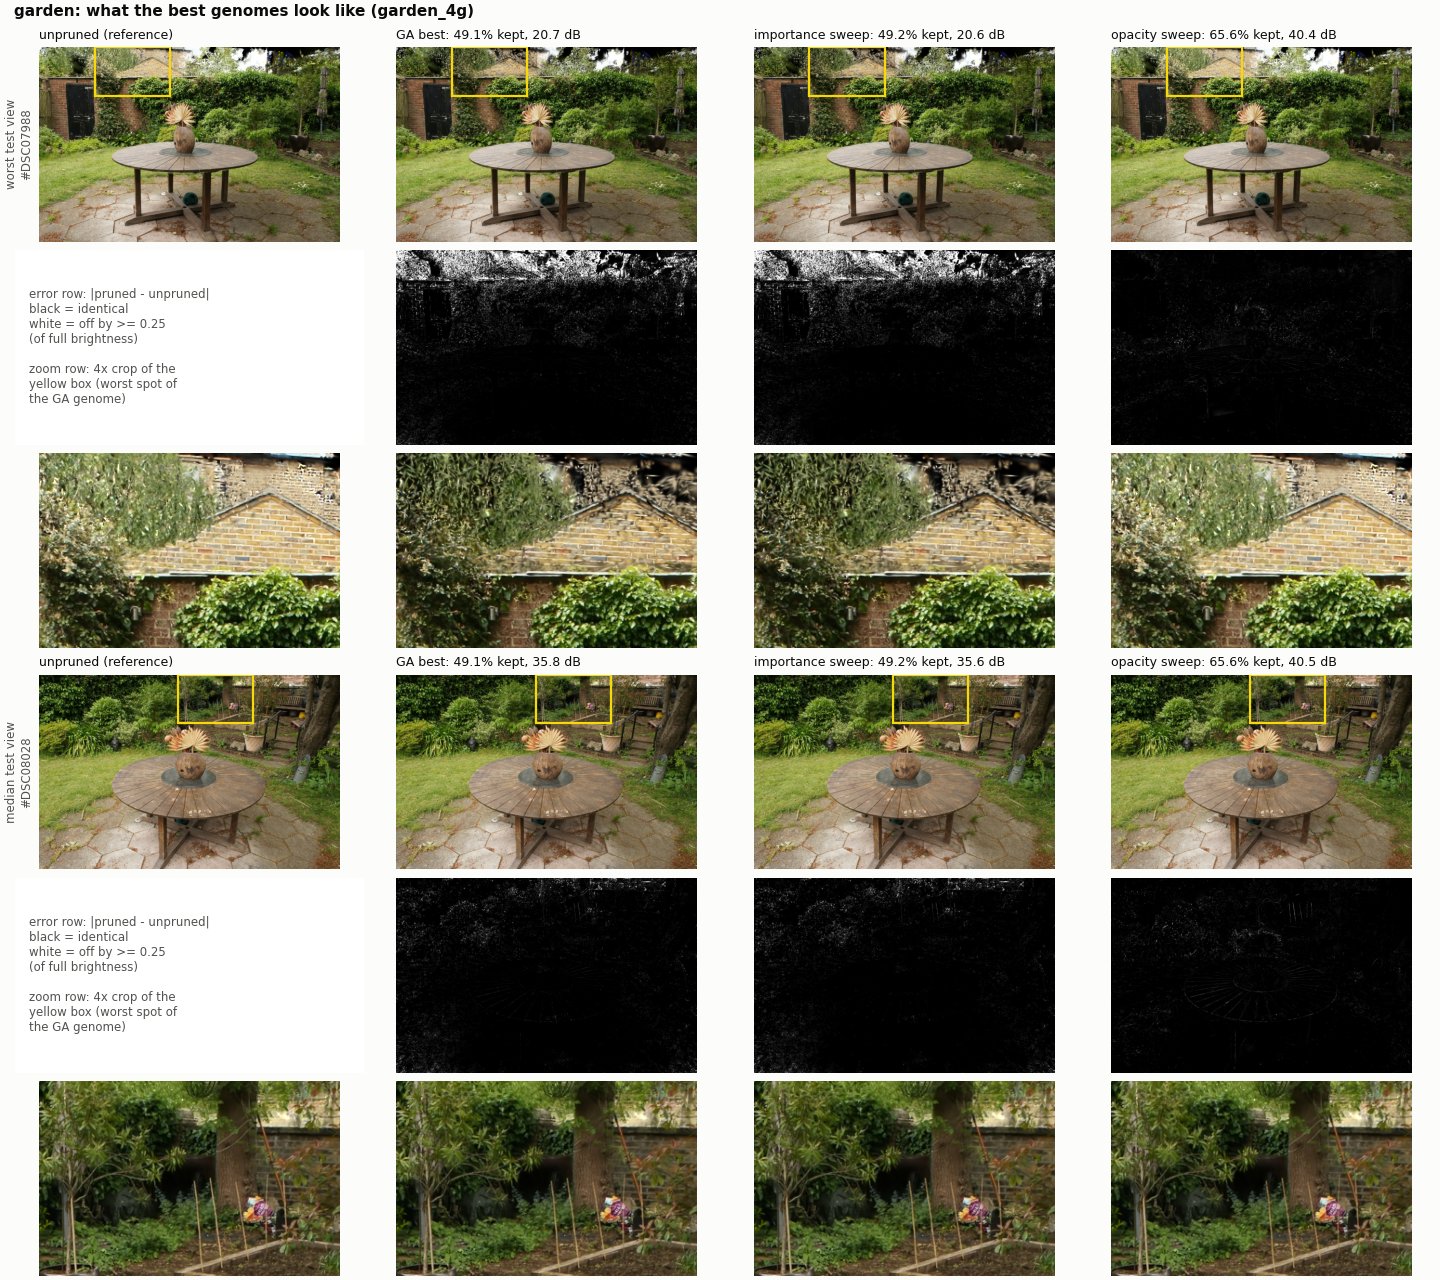 garden: what the best genomes look like (garden_4g)
unpruned (reference)
GA best: 49.1% kept, 20.7 dB
importance sweep: 49.2% kept, 20.6 dB
opacity sweep: 65.6% kept, 40.4 dB
worst test view
#DSC07988
error row: |pruned - unpruned|
black = identical
white = off by >= 0.25
(of full brightness)
zoom row: 4x crop of the
yellow box (worst spot of
the GA genome)
unpruned (reference)
GA best: 49.1% kept, 35.8 dB
importance sweep: 49.2% kept, 35.6 dB
opacity sweep: 65.6% kept, 40.5 dB
median test view
#DSC08028
error row: |pruned - unpruned|
black = identical
white = off by >= 0.25
(of full brightness)
zoom row: 4x crop of the
yellow box (worst spot of
the GA genome)